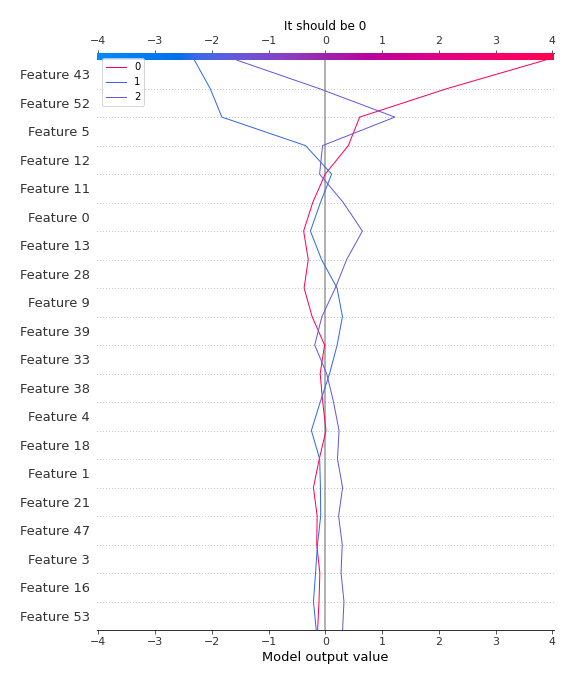 It should be 0
−4 −3 −2 −1 0 1 2 3 4
0
1
2
Feature 43
Feature 52
Feature 5
Feature 12
Feature 11
Feature 0
Feature 13
Feature 28
Feature 9
Feature 39
Feature 33
Feature 38
Feature 4
Feature 18
Feature 1
Feature 21
Feature 47
Feature 3
Feature 16
Feature 53
−4 −3 −2 −1 0 1 2 3 4
Model output value